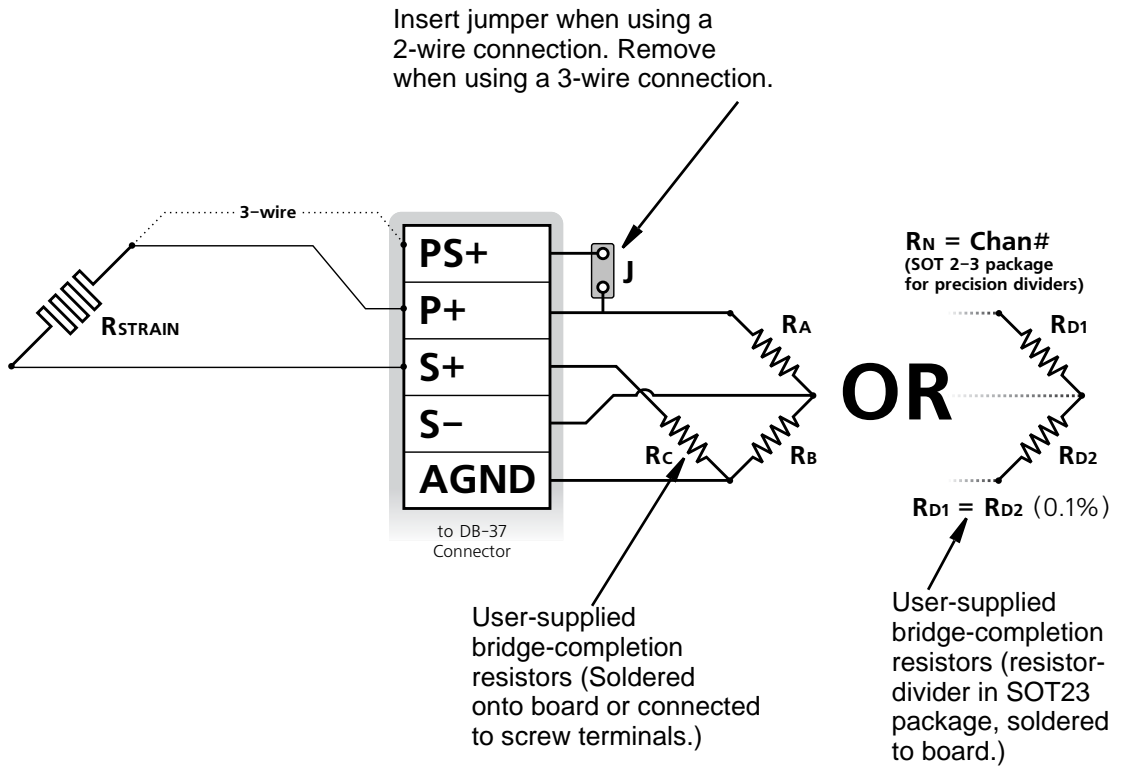 Insert jumper when using a
2-wire connection. Remove
when using a 3-wire connection.
3-wire
RSTRAIN
PS+
P+
S+
S-
AGND
to DB-37
Connector
J
RA
RB
RC
OR
RN = Chan#
(SOT 2-3 package
for precision dividers)
RD1
RD2
RD1 = RD2 (0.1%)
User-supplied
bridge-completion
resistors (Soldered
onto board or connected
to screw terminals.)
User-supplied
bridge-completion
resistors (resistor-
divider in SOT23
package, soldered
to board.)